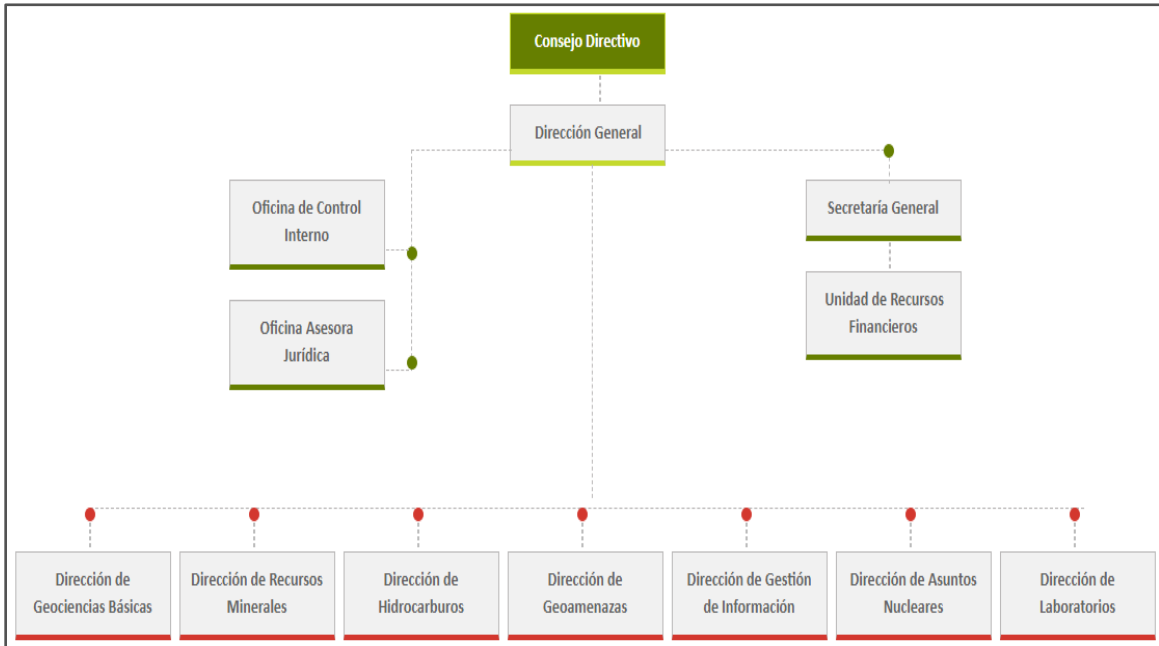 Consejo Directivo
Dirección General
Oficina de Control
Interno
Secretaría General
Oficina Asesora
Jurídica
Unidad de Recursos
Financieros
Dirección de
Geociencias Básicas
Dirección de Recursos
Minerales
Dirección de
Hidrocarburos
Dirección de
Geoamenazas
Dirección de Gestión
de Información
Dirección de Asuntos
Nucleares
Dirección de
Laboratorios